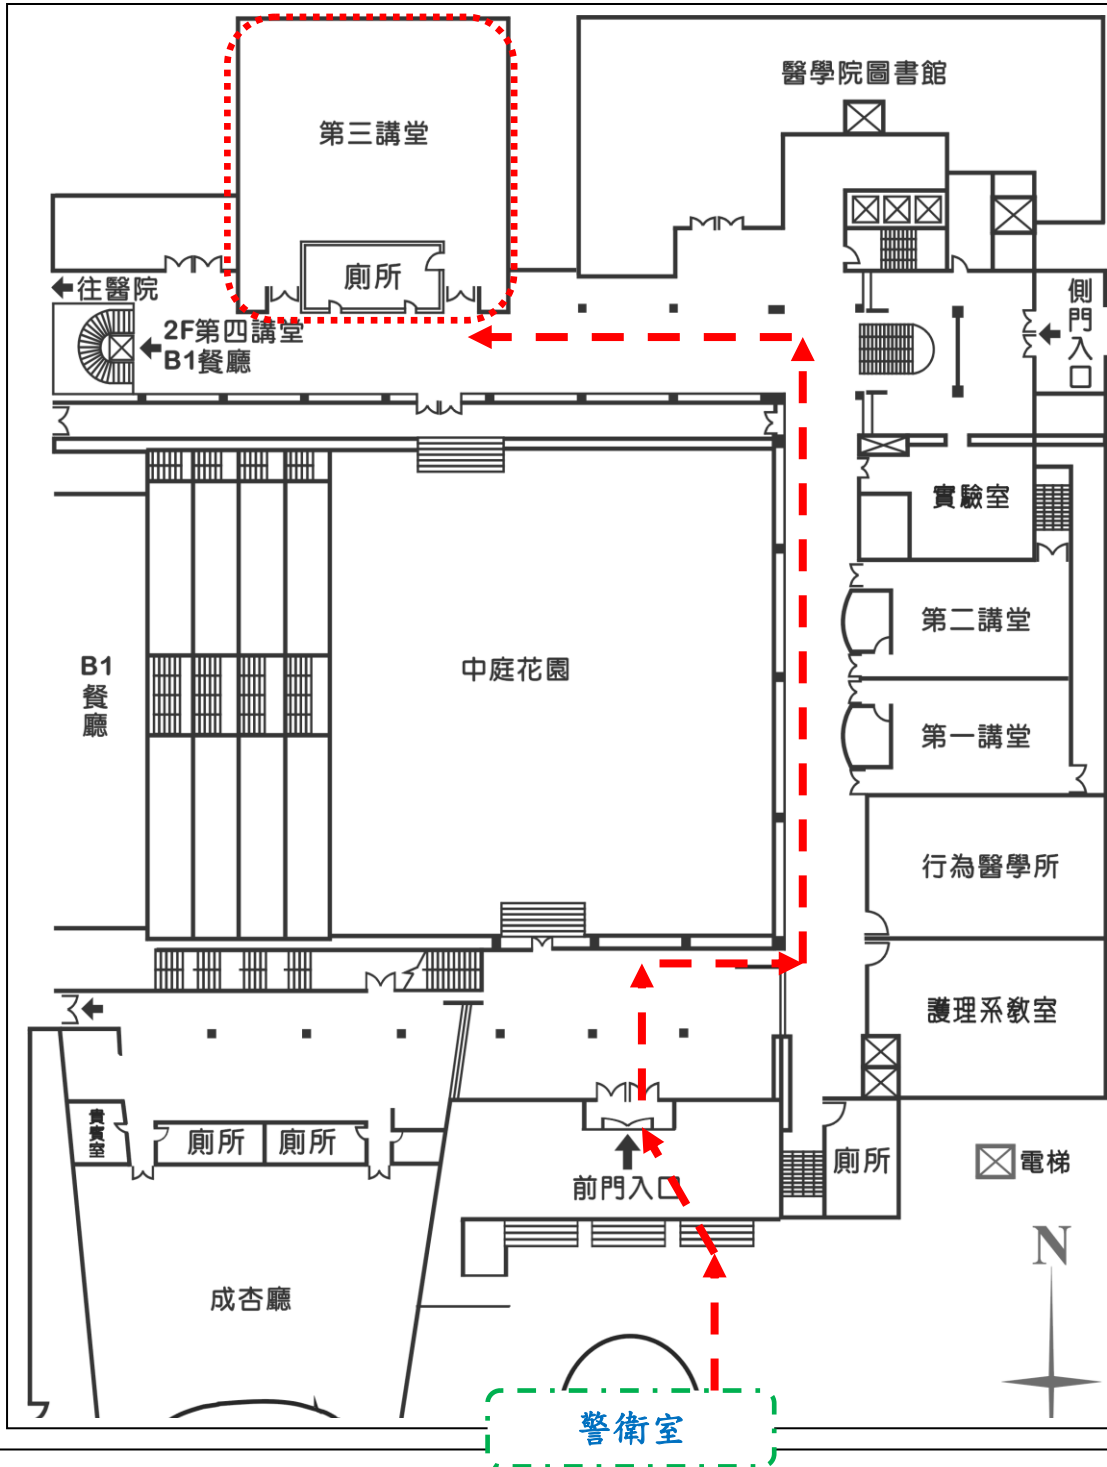 醫學院圖書館
第三講堂
廁所
往醫院
2F第四講堂
B1餐廳
側門入口
實驗室
第二講堂
B1
餐廳
中庭花園
第一講堂
行為醫學所
護理系教室
貴賓室
廁所
廁所
前門入口
廁所
電梯
N
成杏廳
警衛室